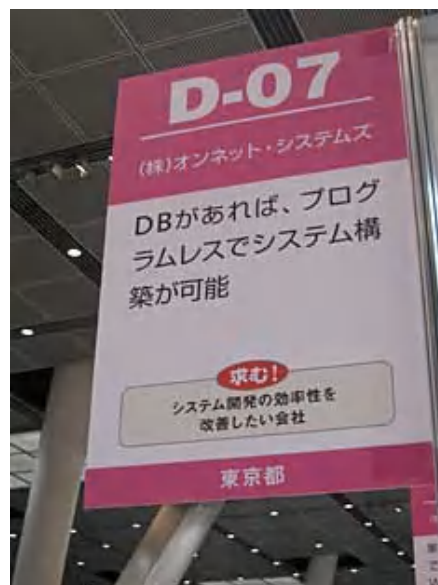 D-07
(株)オンネット・システムズ
DBがあれば、プログ
ラムレスでシステム構
築が可能
求む!
システム開発の効率性を
改善したい会社
東京都